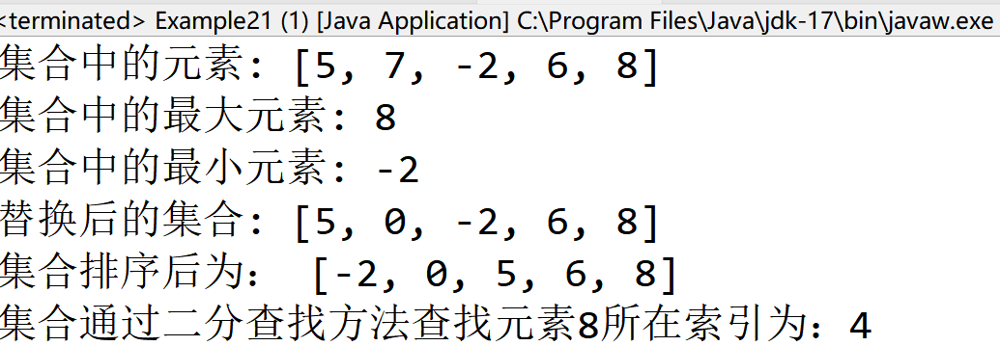 <terminated> Example21 (1) [Java Application] C:\Program Files\Java\jdk-17\bin\javaw.exe
集合中的元素: [5, 7, -2, 6, 8]
集合中的最大元素: 8
集合中的最小元素: -2
替换后的集合: [5, 0, -2, 6, 8]
集合排序后为： [-2, 0, 5, 6, 8]
集合通过二分查找方法查找元素8所在索引为：4